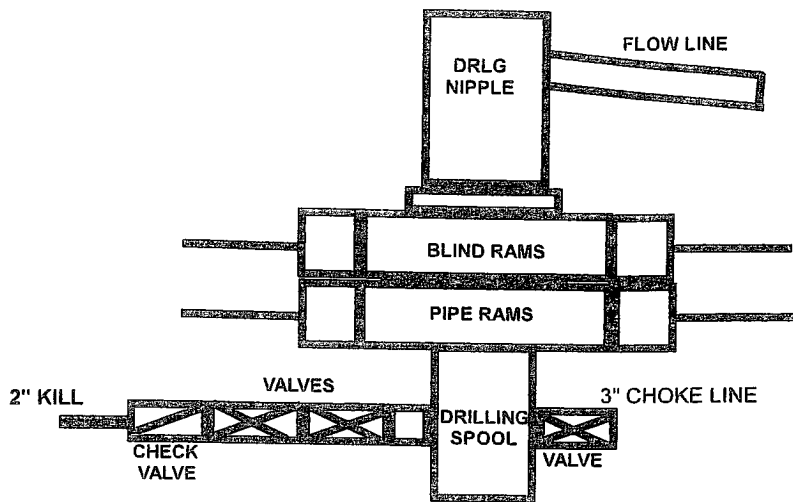 FLOW LINE
DRLG
NIPPLE
BLIND RAMS
PIPE RAMS
VALVES
2" KILL
3" CHOKE LINE
DRILLING
SPOOL
CHECK
VALVE
VALVE